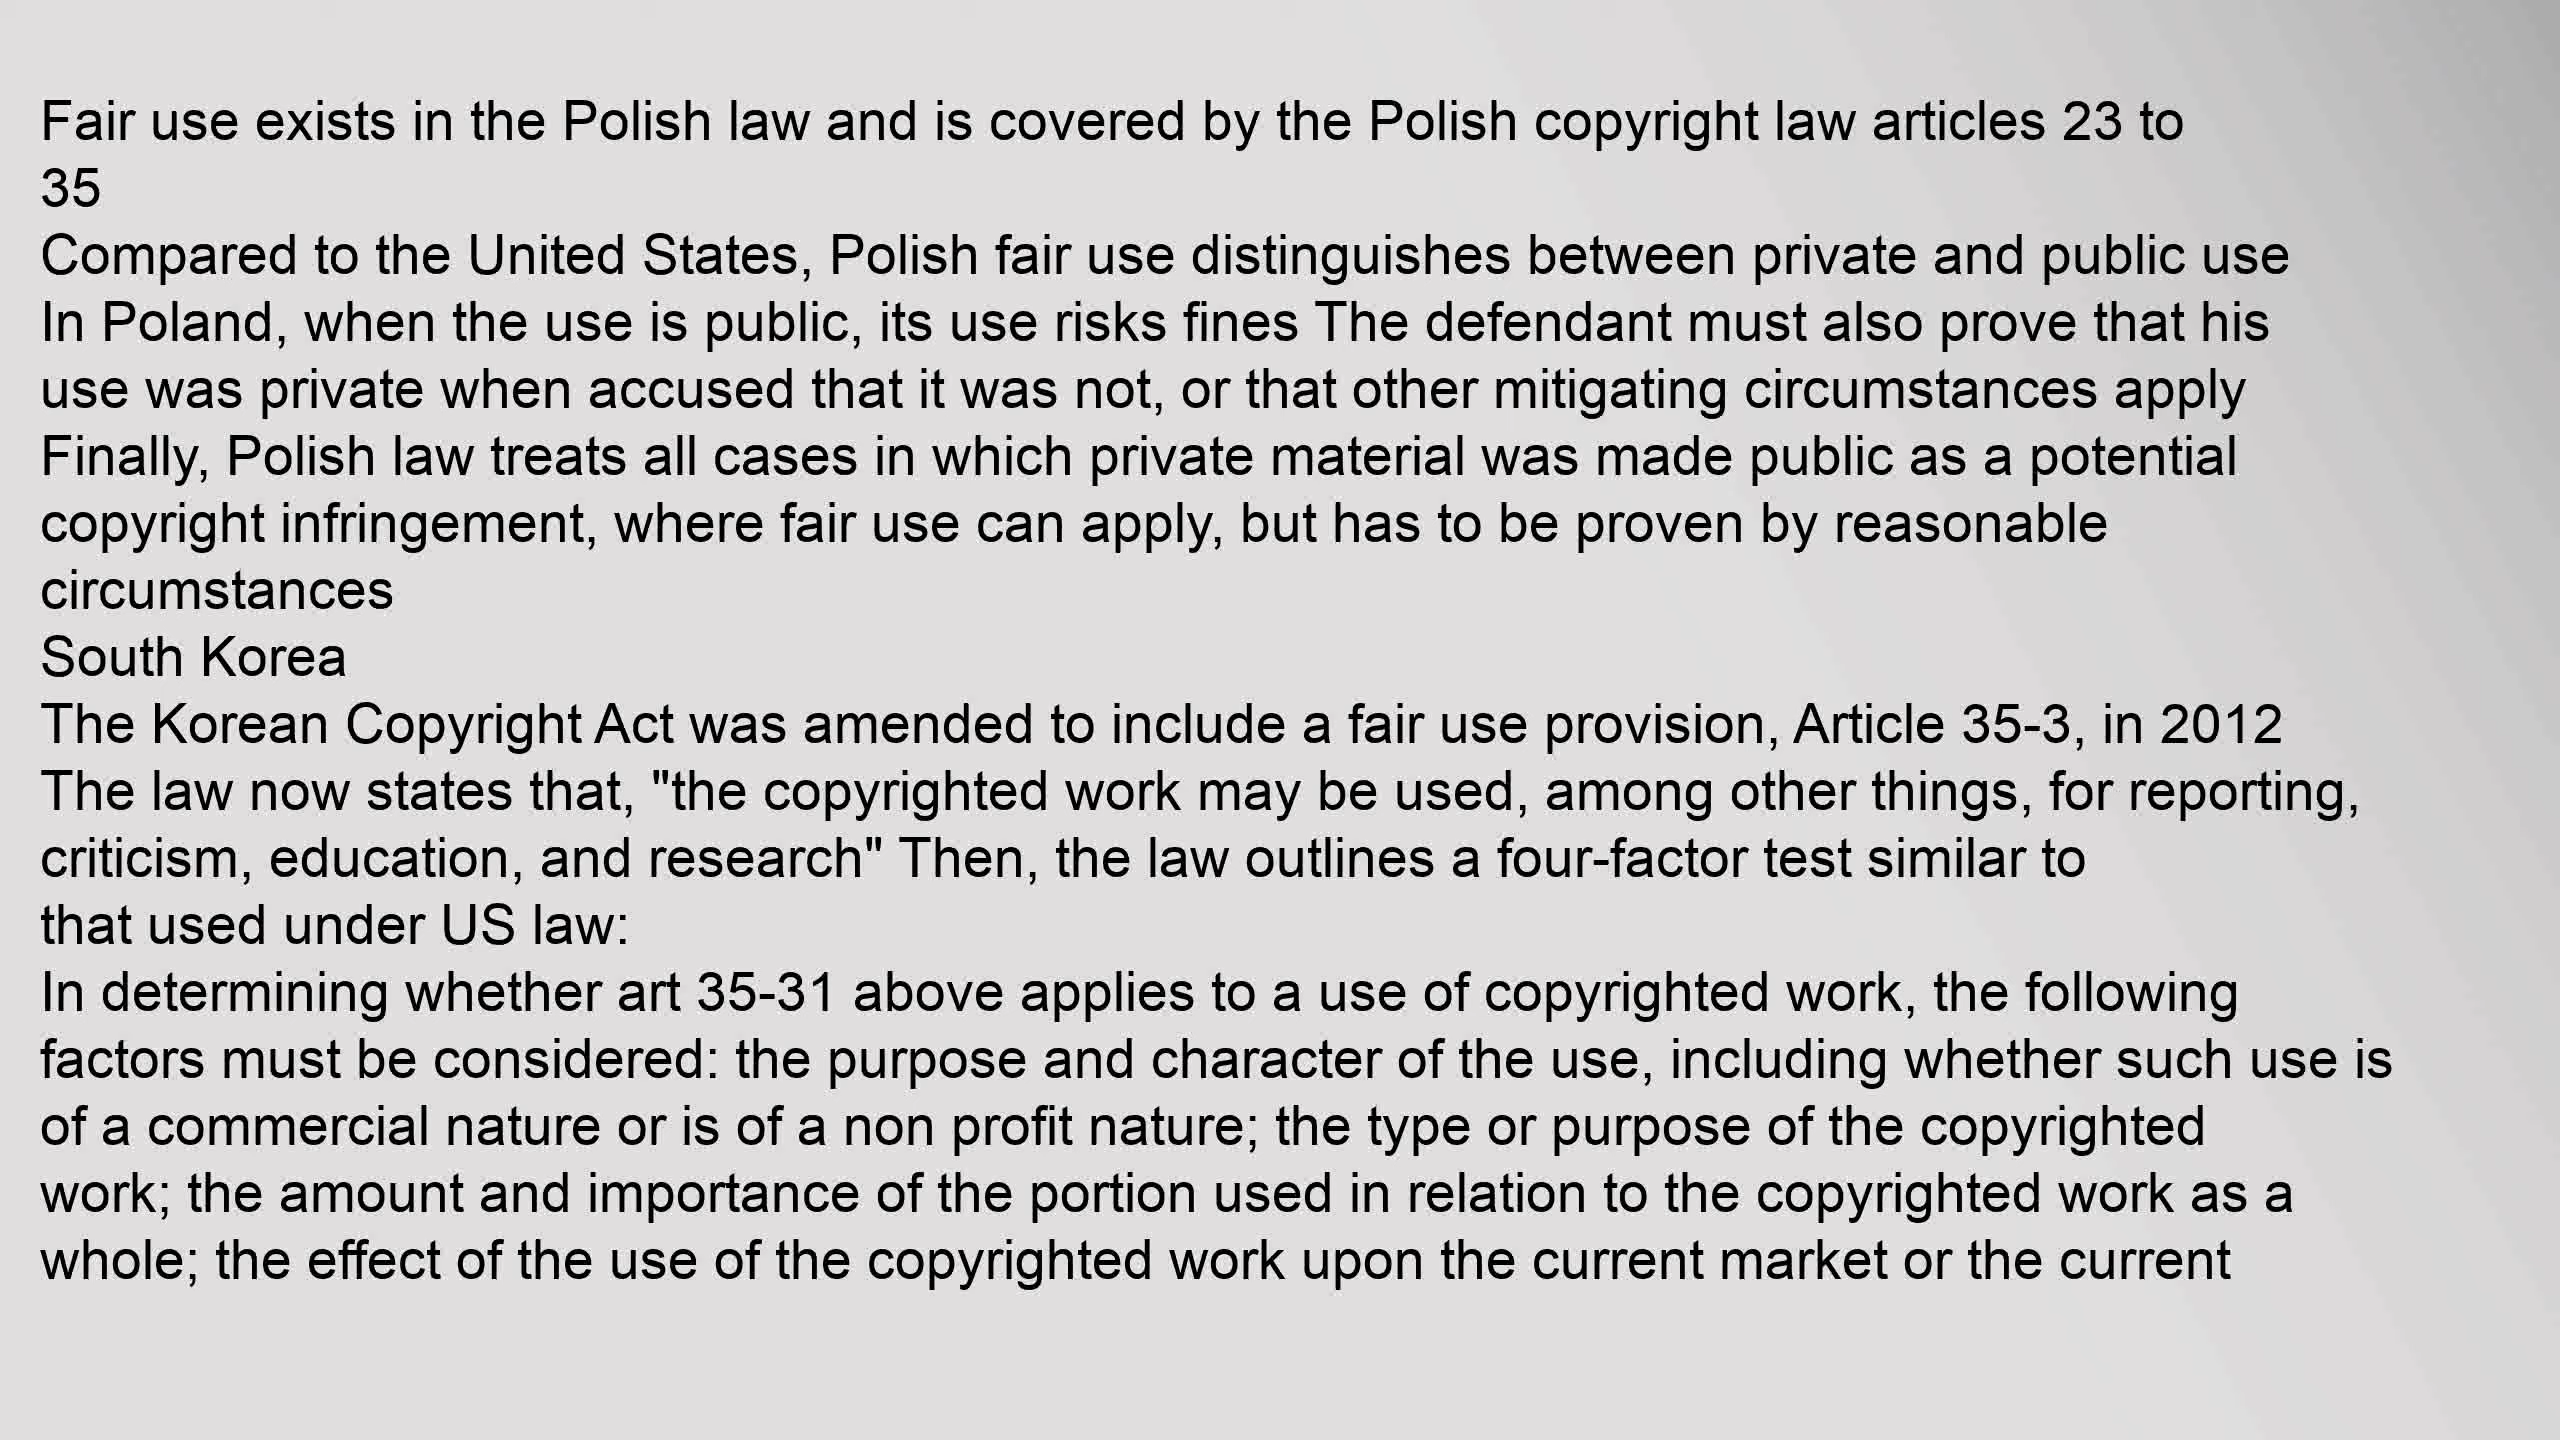 Fair use exists in the Polish law and is covered by the Polish copyright law articles 23 to
35
Compared to the United States, Polish fair use distinguishes between private and public use
In Poland, when the use is public, its use risks fines The defendant must also prove that his
use was private when accused that it was not, or that other mitigating circumstances apply
Finally, Polish law treats all cases in which private material was made public as a potential
copyright infringement, where fair use can apply, but has to be proven by reasonable
circumstances
South Korea
The Korean Copyright Act was amended to include a fair use provision, Article 35-3, in 2012
The law now states that, "the copyrighted work may be used, among other things, for reporting,
criticism, education, and research" Then, the law outlines a four-factor test similar to
that used under US law:
In determining whether art 35-31 above applies to a use of copyrighted work, the following
factors must be considered: the purpose and character of the use, including whether such use is
of a commercial nature or is of a non profit nature; the type or purpose of the copyrighted
work; the amount and importance of the portion used in relation to the copyrighted work as a
whole; the effect of the use of the copyrighted work upon the current market or the current